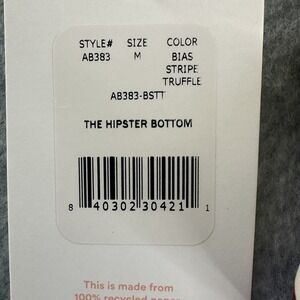 STYLE# SIZE COLOR
AB383 M BIAS
STRIPE
TRUFFLE
AB383-BSTT
THE HIPSTER BOTTOM
8 40302 30421 1
This is made from
100% recycled paper